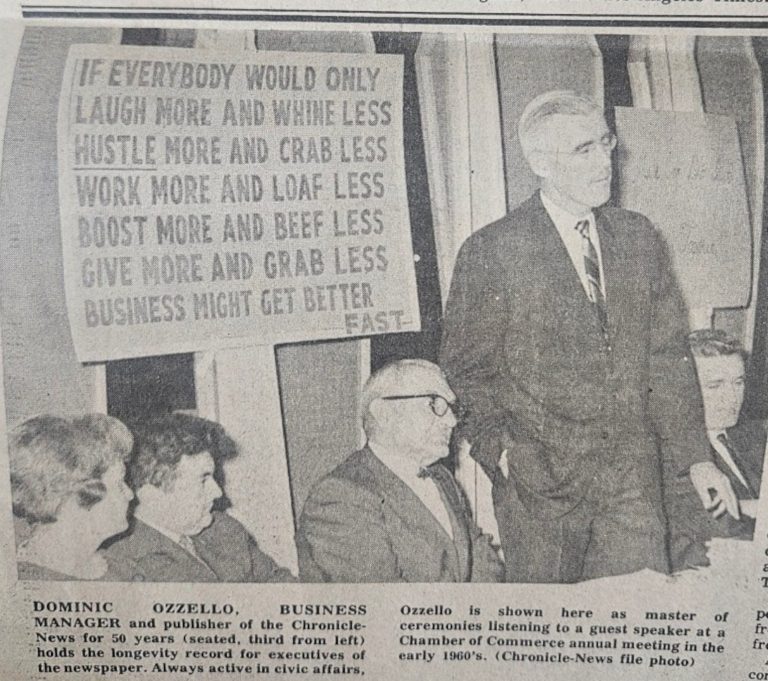 IF EVERYBODY WOULD ONLY
LAUGH MORE AND WHINE LESS
HUSTLE MORE AND CRAB LESS
WORK MORE AND LOAF LESS
BOOST MORE AND BEEF LESS
GIVE MORE AND GRAB LESS
BUSINESS MIGHT GET BETTER
FAST
DOMINIC OZZELLO, BUSINESS
MANAGER and publisher of the Chronicle-
News for 50 years (seated, third from left)
holds the longevity record for executives of
the newspaper. Always active in civic affairs,
Ozzello is shown here as master of
ceremonies listening to a guest speaker at a
Chamber of Commerce annual meeting in the
early 1960's. (Chronicle-News file photo)